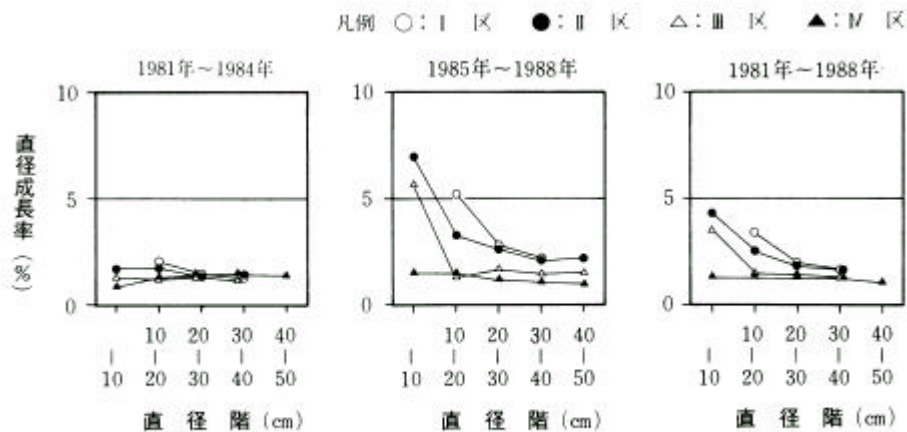 凡例 ○：Ⅰ 区 ●：Ⅱ 区 △：Ⅲ 区 ▲：Ⅳ 区
1981年～1984年 1985年～1988年 1981年～1988年
直径成長率(%)
10 10 10
5 5 5
0 0 0
10 20 30 40 10 20 30 40 10 20 30 40
| | | | | | | | | | | | | | |
10 20 30 40 50 10 20 30 40 50 10 20 30 40 50
直 径 階 (cm) 直 径 階 (cm) 直 径 階 (cm)